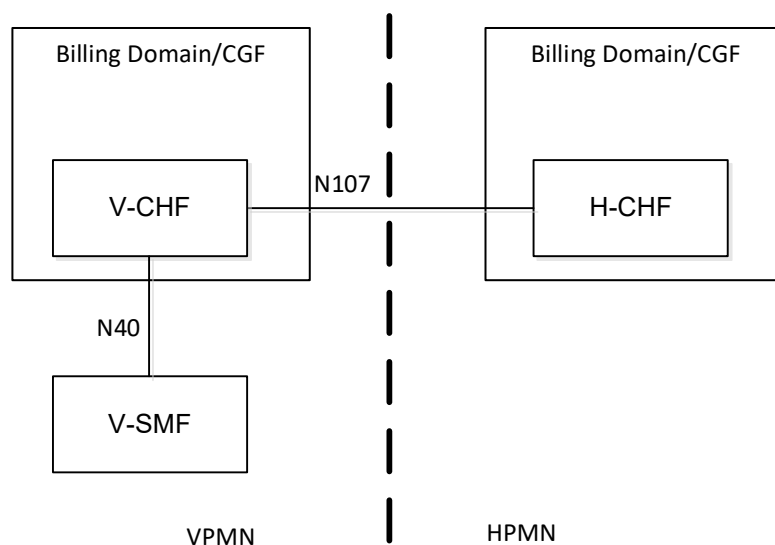 Billing Domain/CGF
Billing Domain/CGF
V-CHF
N107
H-CHF
N40
V-SMF
VPMN
HPMN